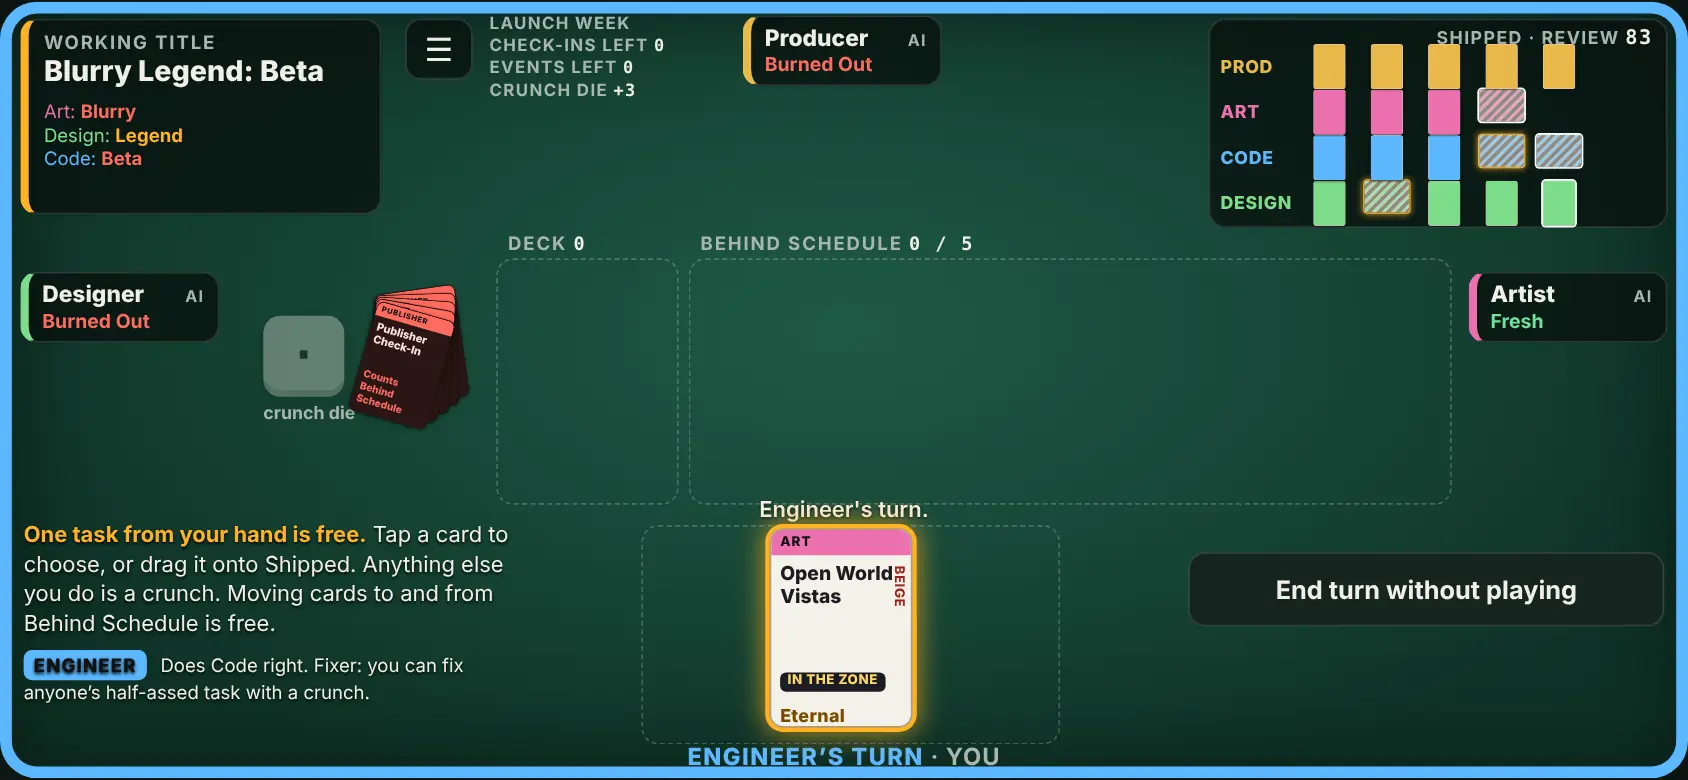 WORKING TITLE
Blurry Legend: Beta
Art: Blurry
Design: Legend
Code: Beta
☰
LAUNCH WEEK
CHECK-INS LEFT 0
EVENTS LEFT 0
CRUNCH DIE +3
Producer AI
Burned Out
SHIPPED · REVIEW 83
PROD
ART
CODE
DESIGN
DECK 0
BEHIND SCHEDULE 0 / 5
Designer AI
Burned Out
crunch die
PUBLISHER
Publisher
Check-In
Counts
Behind
Schedule
Artist AI
Fresh
Engineer's turn.
One task from your hand is free. Tap a card to
choose, or drag it onto Shipped. Anything else
you do is a crunch. Moving cards to and from
Behind Schedule is free.
ENGINEER Does Code right. Fixer: you can fix
anyone's half-assed task with a crunch.
ART
Open World
Vistas
BEIGE
IN THE ZONE
Eternal
End turn without playing
ENGINEER'S TURN · YOU